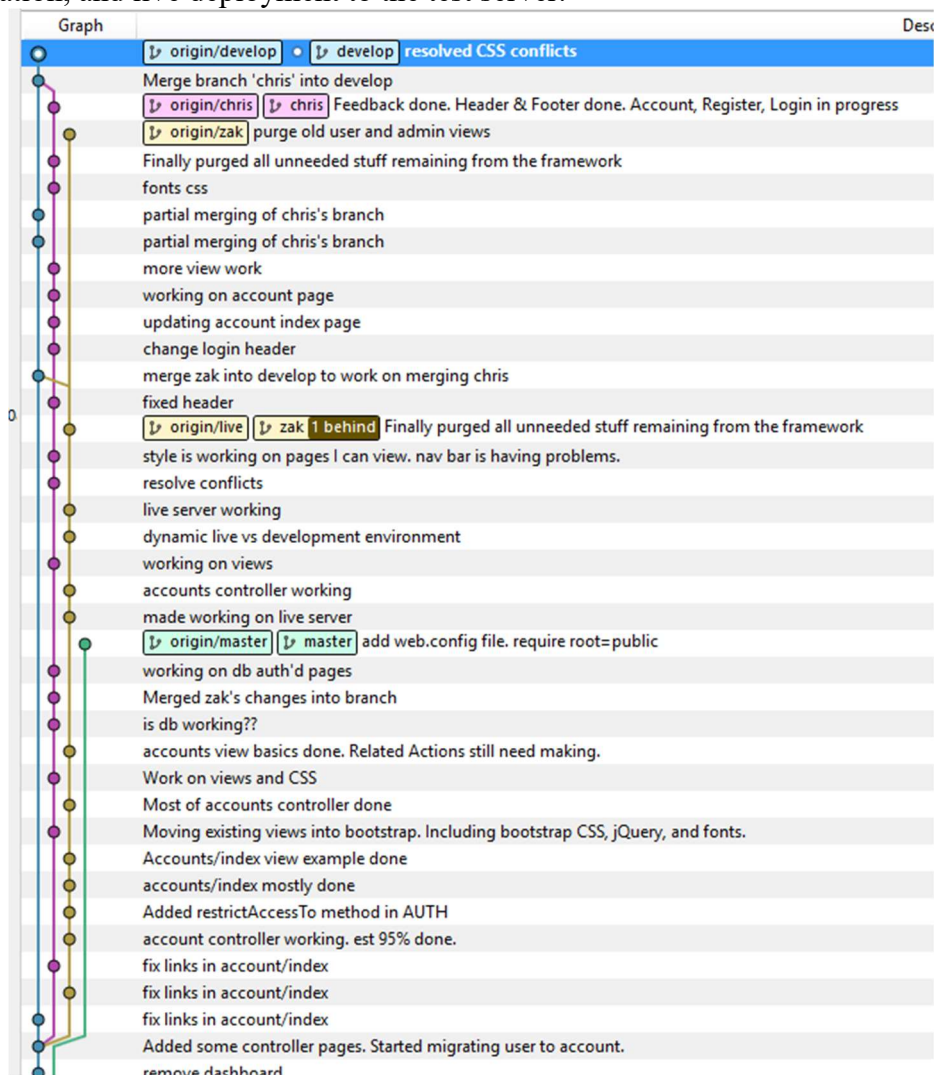 ation, and live deployment to the test server.
Graph Desc
origin/develop develop resolved CSS conflicts
Merge branch 'chris' into develop
origin/chris chris Feedback done. Header & Footer done. Account, Register, Login in progress
origin/zak purge old user and admin views
Finally purged all unneeded stuff remaining from the framework
fonts css
partial merging of chris's branch
partial merging of chris's branch
more view work
working on account page
updating account index page
change login header
merge zak into develop to work on merging chris
fixed header
origin/live zak 1 behind Finally purged all unneeded stuff remaining from the framework
style is working on pages I can view. nav bar is having problems.
resolve conflicts
live server working
dynamic live vs development environment
working on views
accounts controller working
made working on live server
origin/master master add web.config file. require root=public
working on db auth'd pages
Merged zak's changes into branch
is db working??
accounts view basics done. Related Actions still need making.
Work on views and CSS
Most of accounts controller done
Moving existing views into bootstrap. Including bootstrap CSS, jQuery, and fonts.
Accounts/index view example done
accounts/index mostly done
Added restrictAccessTo method in AUTH
account controller working. est 95% done.
fix links in account/index
fix links in account/index
fix links in account/index
Added some controller pages. Started migrating user to account.
remove dashboard